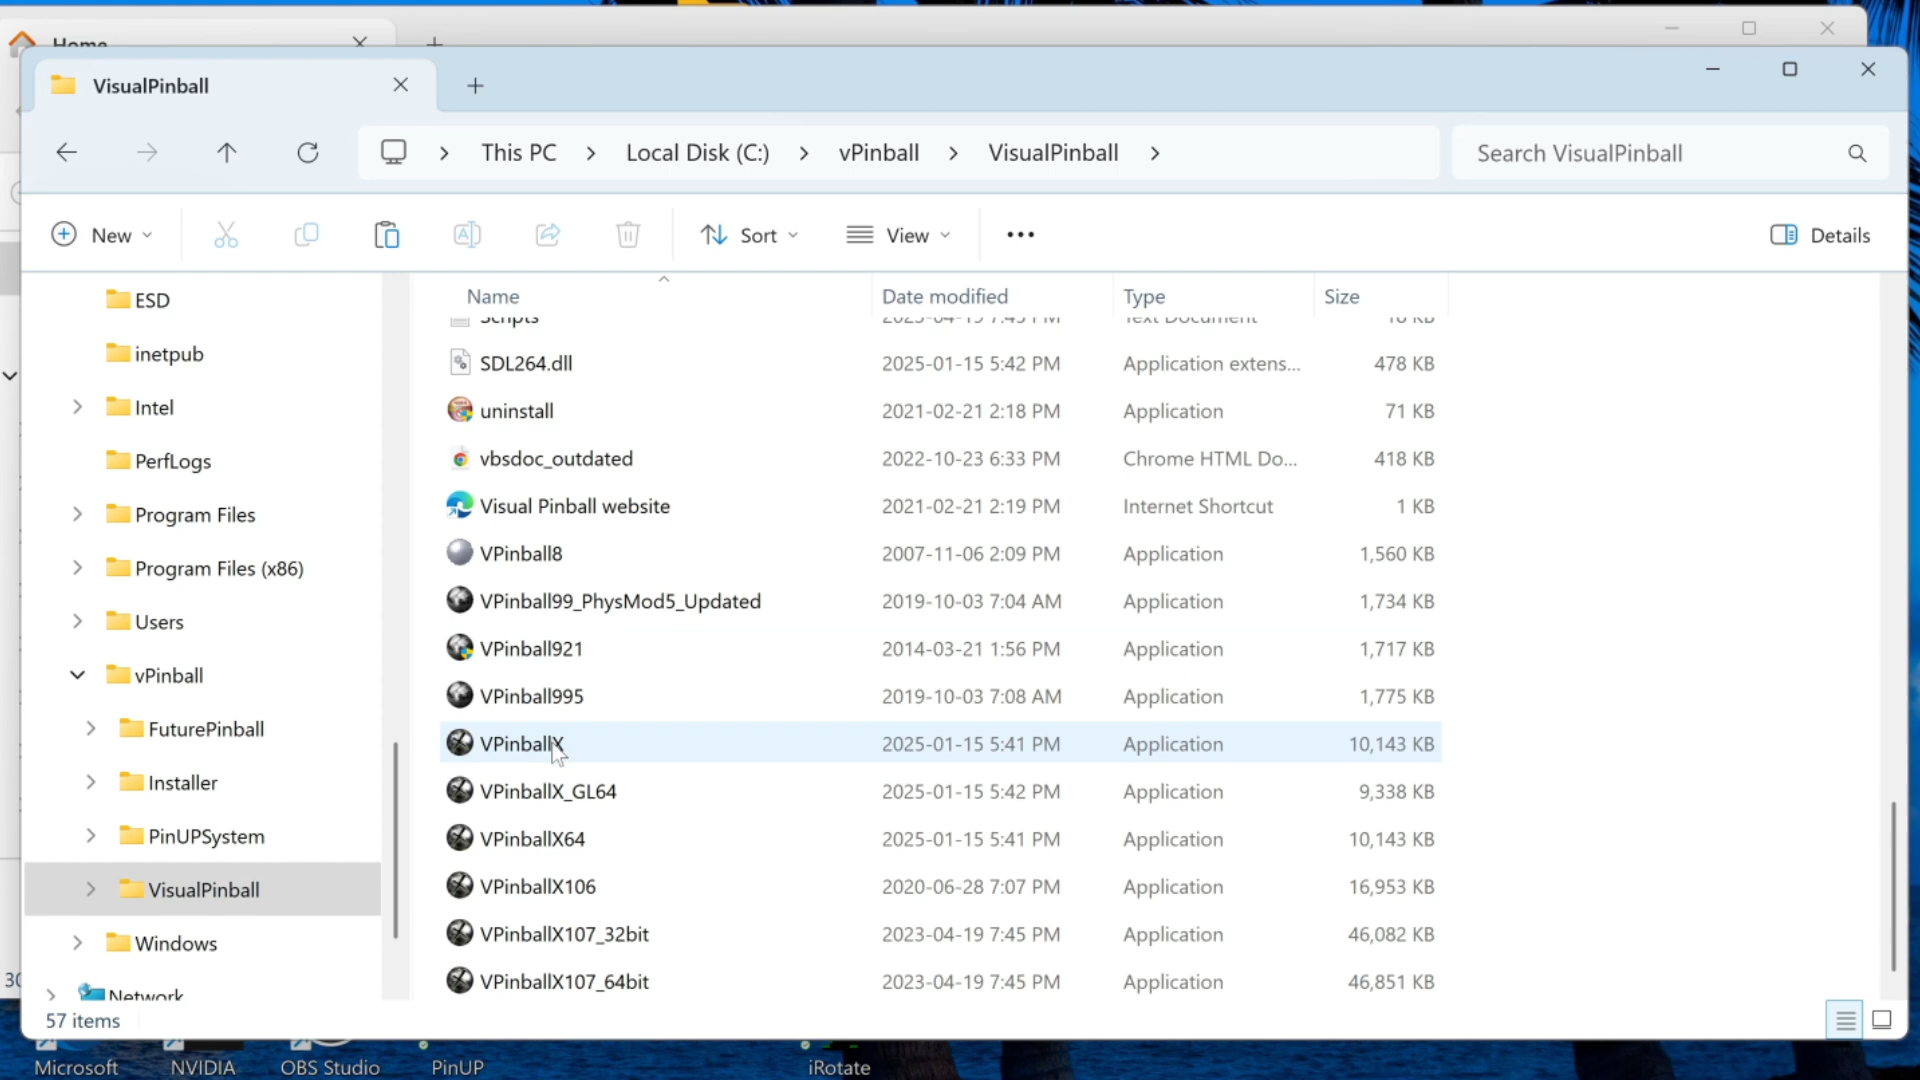 Home
VisualPinball
This PC > Local Disk (C:) > vPinball > VisualPinball >
Search VisualPinball
New
Sort
View
Details
Name Date modified Type Size
ESD
inetpub
Intel
PerfLogs
Program Files
Program Files (x86)
Users
vPinball
FuturePinball
Installer
PinUPSystem
VisualPinball
Windows
Network
Scripts 2025-04-19 7:45 PM Text Document
SDL264.dll 2025-01-15 5:42 PM Application extens... 478 KB
uninstall 2021-02-21 2:18 PM Application 71 KB
vbsdoc_outdated 2022-10-23 6:33 PM Chrome HTML Do... 418 KB
Visual Pinball website 2021-02-21 2:19 PM Internet Shortcut 1 KB
VPinball8 2007-11-06 2:09 PM Application 1,560 KB
VPinball99_PhysMod5_Updated 2019-10-03 7:04 AM Application 1,734 KB
VPinball921 2014-03-21 1:56 PM Application 1,717 KB
VPinball995 2019-10-03 7:08 AM Application 1,775 KB
VPinballX 2025-01-15 5:41 PM Application 10,143 KB
VPinballX_GL64 2025-01-15 5:42 PM Application 9,338 KB
VPinballX64 2025-01-15 5:41 PM Application 10,143 KB
VPinballX106 2020-06-28 7:07 PM Application 16,953 KB
VPinballX107_32bit 2023-04-19 7:45 PM Application 46,082 KB
VPinballX107_64bit 2023-04-19 7:45 PM Application 46,851 KB
30
57 items
Microsoft
NVIDIA
OBS Studio
PinUP
iRotate